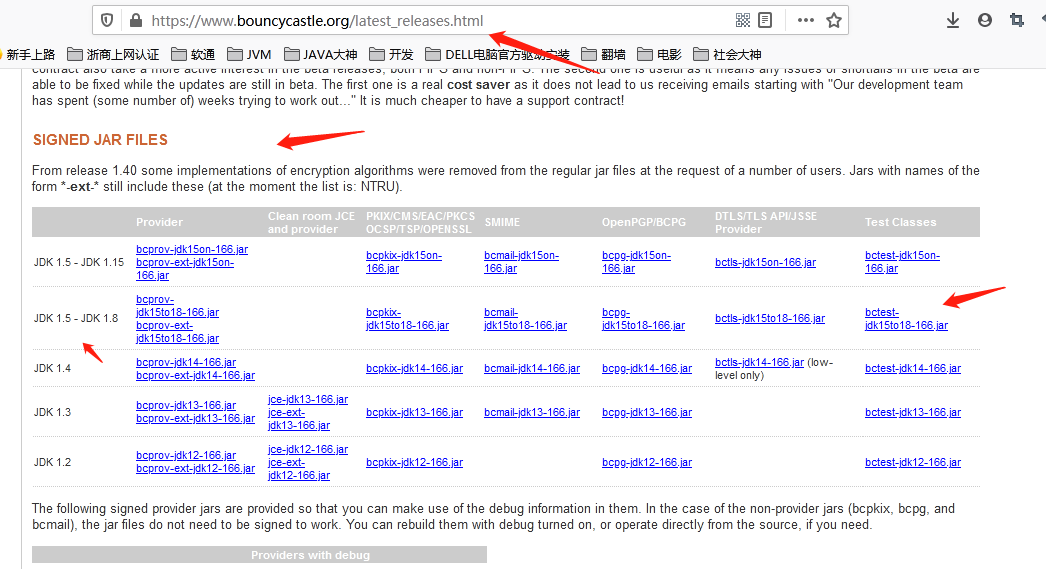 https://www.bouncycastle.org/latest_releases.html
新手上路 浙商上网认证 软通 JVM JAVA大神 开发 DELL电脑官方驱动安装 翻墙 电影 社会大神
contract also take a more active interest in the beta releases, both FIPS and non-FIPS. The second one is useful as it means any issues or shortfalls in the beta are
able to be fixed while the updates are still in beta. The first one is a real cost saver as it does not lead to us receiving emails starting with "Our development team
has spent (some number of) weeks trying to work out..." It is much cheaper to have a support contract!
SIGNED JAR FILES
From release 1.40 some implementations of encryption algorithms were removed from the regular jar files at the request of a number of users. Jars with names of the
form *-ext-* still include these (at the moment the list is: NTRU).
Provider
Clean room JCE
and provider
PKIX/CMS/EAC/PKCS
OCSP/TSP/OPENSSL
SMIME
OpenPGP/BCPG
DTLS/TLS API/JSSE
Provider
Test Classes
JDK 1.5 - JDK 1.15
bcprov-jdk15on-166.jar
bcprov-ext-jdk15on-
166.jar
bcpkix-jdk15on-
166.jar
bcmail-jdk15on-
166.jar
bcpg-jdk15on-
166.jar
bctls-jdk15on-166.jar
bctest-jdk15on-
166.jar
JDK 1.5 - JDK 1.8
bcprov-
jdk15to18-166.jar
bcprov-ext-
jdk15to18-166.jar
bcpkix-
jdk15to18-166.jar
bcmail-
jdk15to18-166.jar
bcpg-
jdk15to18-166.jar
bctls-jdk15to18-166.jar
bctest-
jdk15to18-166.jar
JDK 1.4
bcprov-jdk14-166.jar
bcprov-ext-jdk14-166.jar
bcpkix-jdk14-166.jar
bcmail-jdk14-166.jar
bcpg-jdk14-166.jar
bctls-jdk14-166.jar (low-
level only)
bctest-jdk14-166.jar
JDK 1.3
bcprov-jdk13-166.jar
bcprov-ext-jdk13-166.jar
jce-jdk13-166.jar
jce-ext-
jdk13-166.jar
bcpkix-jdk13-166.jar
bcmail-jdk13-166.jar
bcpg-jdk13-166.jar
bctest-jdk13-166.jar
JDK 1.2
bcprov-jdk12-166.jar
bcprov-ext-jdk12-166.jar
jce-jdk12-166.jar
jce-ext-
jdk12-166.jar
bcpkix-jdk12-166.jar
bcpg-jdk12-166.jar
bctest-jdk12-166.jar
The following signed provider jars are provided so that you can make use of the debug information in them. In the case of the non-provider jars (bcpkix, bcpg, and
bcmail), the jar files do not need to be signed to work. You can rebuild them with debug turned on, or operate directly from the source, if you need.
Providers with debug